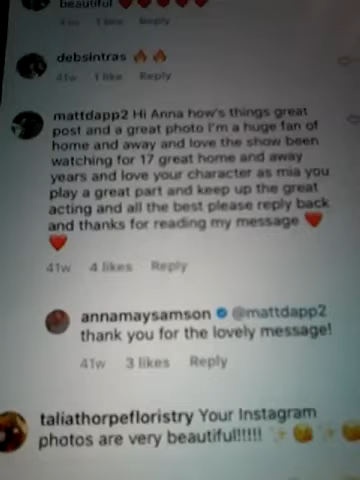 beautiful ❤️❤️❤️❤️❤️
1 like Reply
debsintras 🔥🔥
41w 1 like Reply
mattdapp2 Hi Anna how's things great
post and a great photo I'm a huge fan of
home and away and love the show been
watching for 17 great home and away
years and love your character as mia you
play a great part and keep up the great
acting and all the best please reply back
and thanks for reading my message ❤️
❤️
41w 4 likes Reply
annamaysamson @mattdapp2
thank you for the lovely message!
41w 3 likes Reply
taliathorpefloristry Your Instagram
photos are very beautiful!!!!!